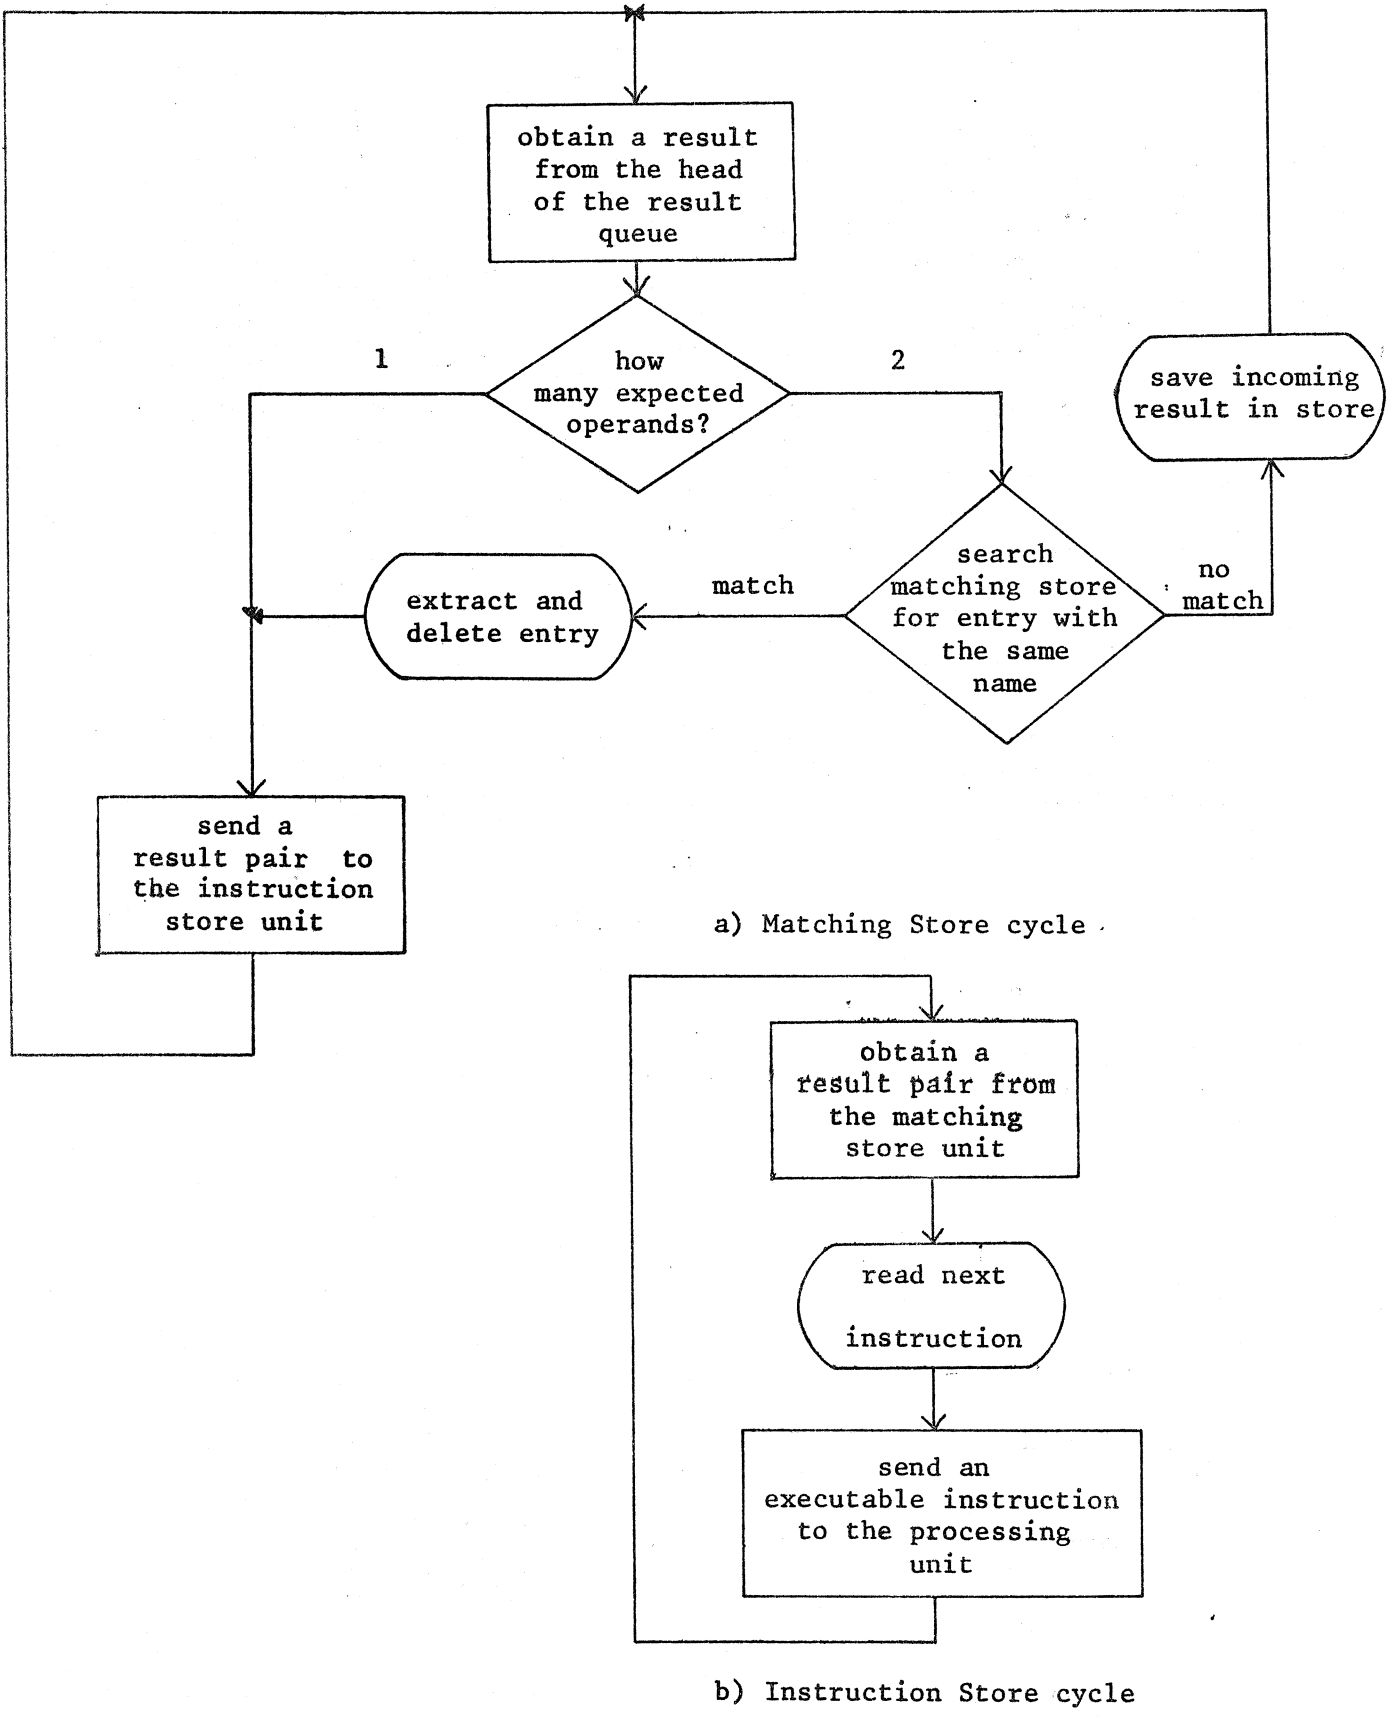 obtain a result
from the head
of the result
queue
1
how
many expected
operands?
2
save incoming
result in store
extract and
delete entry
match
search
matching store
for entry with
the same
name
no
match
send a
result pair to
the instruction
store unit
a) Matching Store cycle
obtain a
result pair from
the matching
store unit
read next
instruction
send an
executable instruction
to the processing
unit
b) Instruction Store cycle